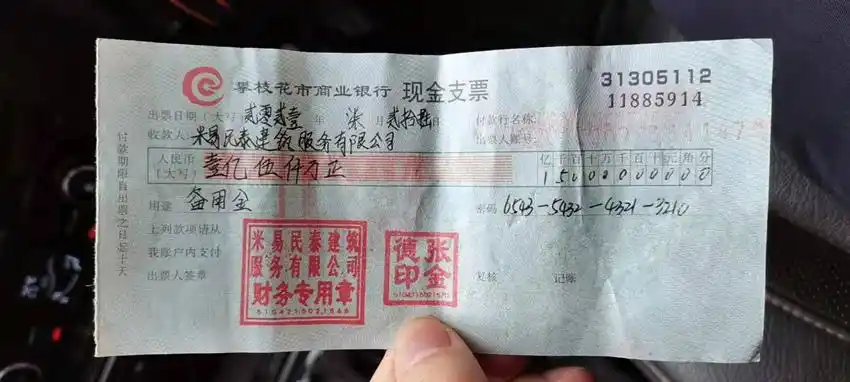 攀枝花市商业银行 现金支票
31305112
11885914
出票日期(大写) 贰零贰壹 年 柒 月 贰拾 日
付款行名称:
收款人: 米易民泰建筑服务有限公司
出票人账号:
人民币
(大写)
壹亿伍仟万正
亿千百十万千百十元角分
1 5 0 0 0 0 0 0 0 0 0
用途 备用金
密码 6543-5432-4321-3210
上列款项请从
我账户内支付
出票人签章
复核 记账
付款期限自出票之日起十天
米易民泰建筑
服务有限公司
财务专用章
张金德印